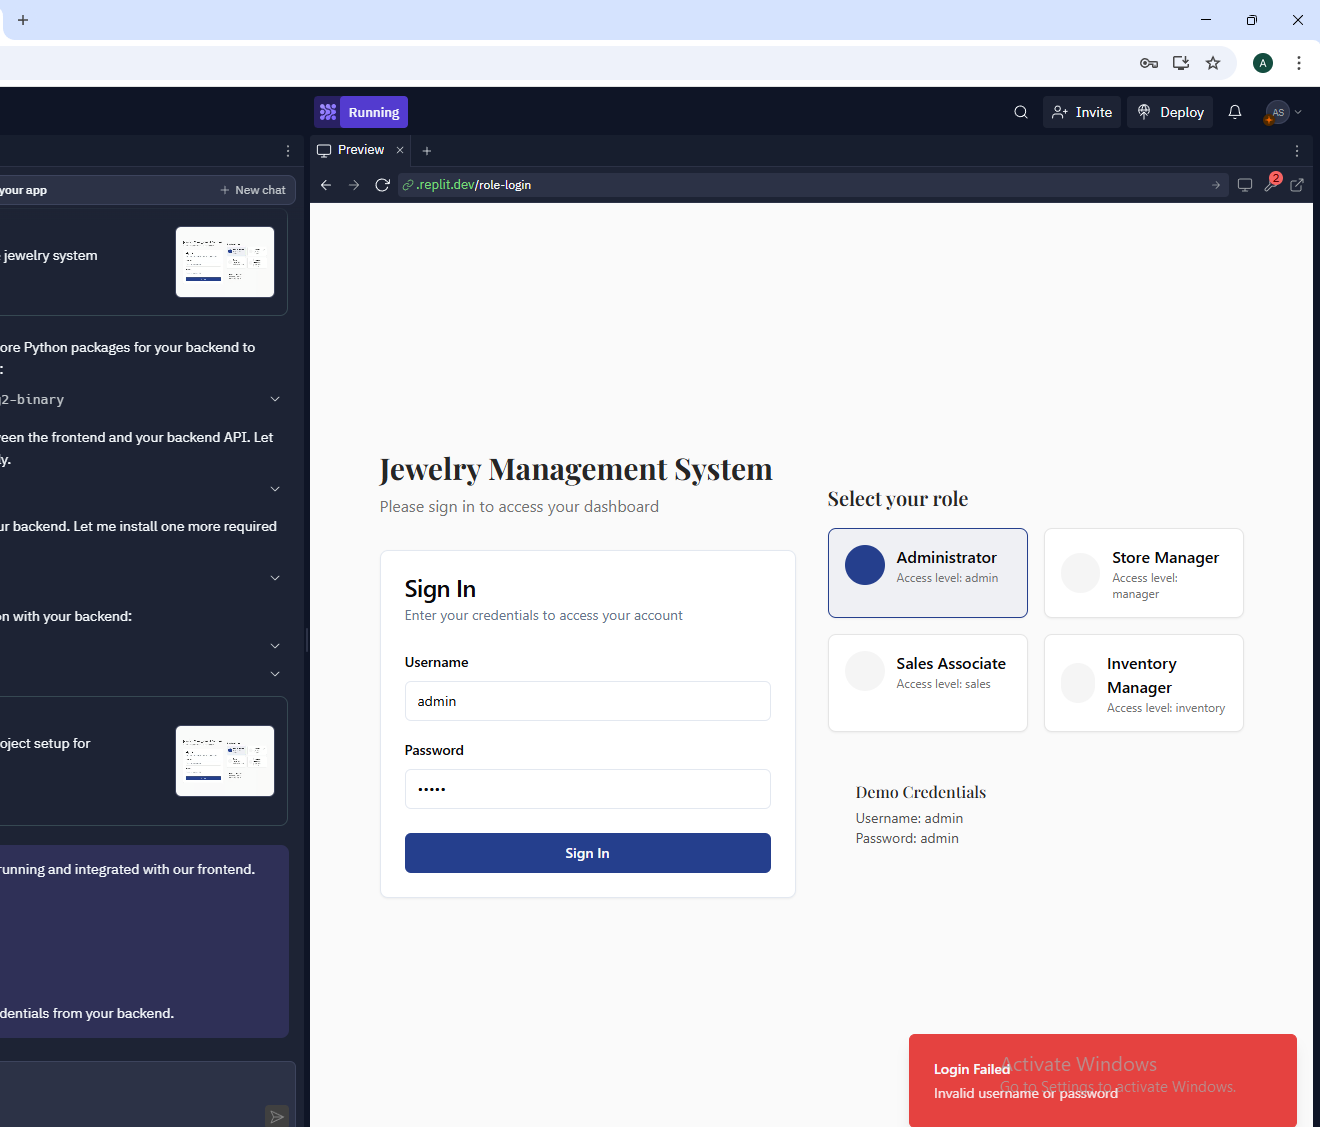 Running
Invite
Deploy
AS
A
Preview
.replit.dev/role-login
2
your app
New chat
jewelry system
ore Python packages for your backend to
:
2-binary
een the frontend and your backend API. Let
y.
ur backend. Let me install one more required
on with your backend:
oject setup for
running and integrated with our frontend.
dentials from your backend.
Jewelry Management System
Please sign in to access your dashboard
Sign In
Enter your credentials to access your account
Username
admin
Password
•••••
Sign In
Select your role
Administrator
Access level: admin
Store Manager
Access level:
manager
Sales Associate
Access level: sales
Inventory
Manager
Access level: inventory
Demo Credentials
Username: admin
Password: admin
Login Failed
Invalid username or password
Activate Windows
Go to Settings to activate Windows.